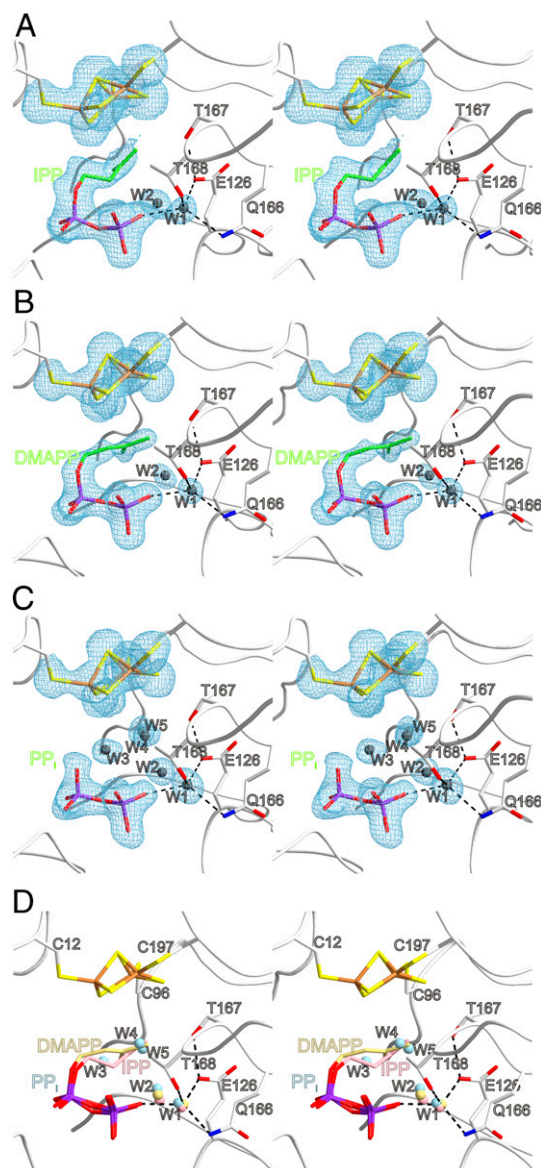 A
T167 T167
IPP T168 IPP T168
W2 E126 W2 E126
W1 Q166 W1 Q166
B
T167 T167
DMAPP T168 DMAPP T168
W2 E126 W2 E126
W1 Q166 W1 Q166
C
T167 T167
W5 W5
W4 W4
W3 T168 W3 T168
PPi W2 E126 PPi W2 E126
W1 Q166 W1 Q166
D
C12 C197 C12 C197
C96 C96
T167 T167
DMAPP W4 DMAPP W4
W5 W5
W3 IPP T168 W3 IPP T168
PPi W2 E126 PPi W2 E126
W1 Q166 W1 Q166